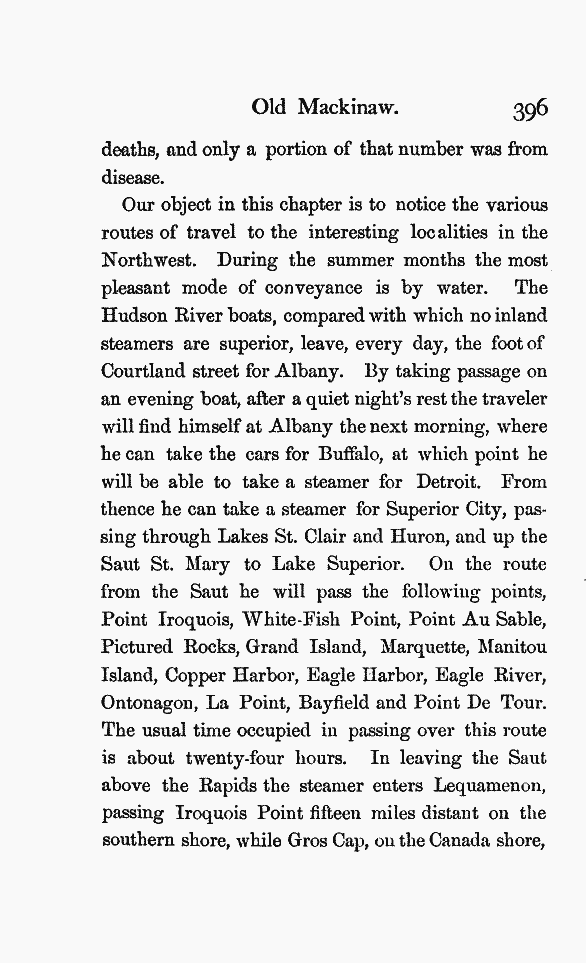 Old Mackinaw. 396
deaths, and only a portion of that number was from
disease.
Our object in this chapter is to notice the various
routes of travel to the interesting localities in the
Northwest. During the summer months the most
pleasant mode of conveyance is by water. The
Hudson River boats, compared with which no inland
steamers are superior, leave, every day, the foot of
Courtland street for Albany. By taking passage on
an evening boat, after a quiet night's rest the traveler
will find himself at Albany the next morning, where
he can take the cars for Buffalo, at which point he
will be able to take a steamer for Detroit. From
thence he can take a steamer for Superior City, pas-
sing through Lakes St. Clair and Huron, and up the
Saut St. Mary to Lake Superior. On the route
from the Saut he will pass the following points,
Point Iroquois, White-Fish Point, Point Au Sable,
Pictured Rocks, Grand Island, Marquette, Manitou
Island, Copper Harbor, Eagle Harbor, Eagle River,
Ontonagon, La Point, Bayfield and Point De Tour.
The usual time occupied in passing over this route
is about twenty-four hours. In leaving the Saut
above the Rapids the steamer enters Lequamenon,
passing Iroquois Point fifteen miles distant on the
southern shore, while Gros Cap, on the Canada shore,